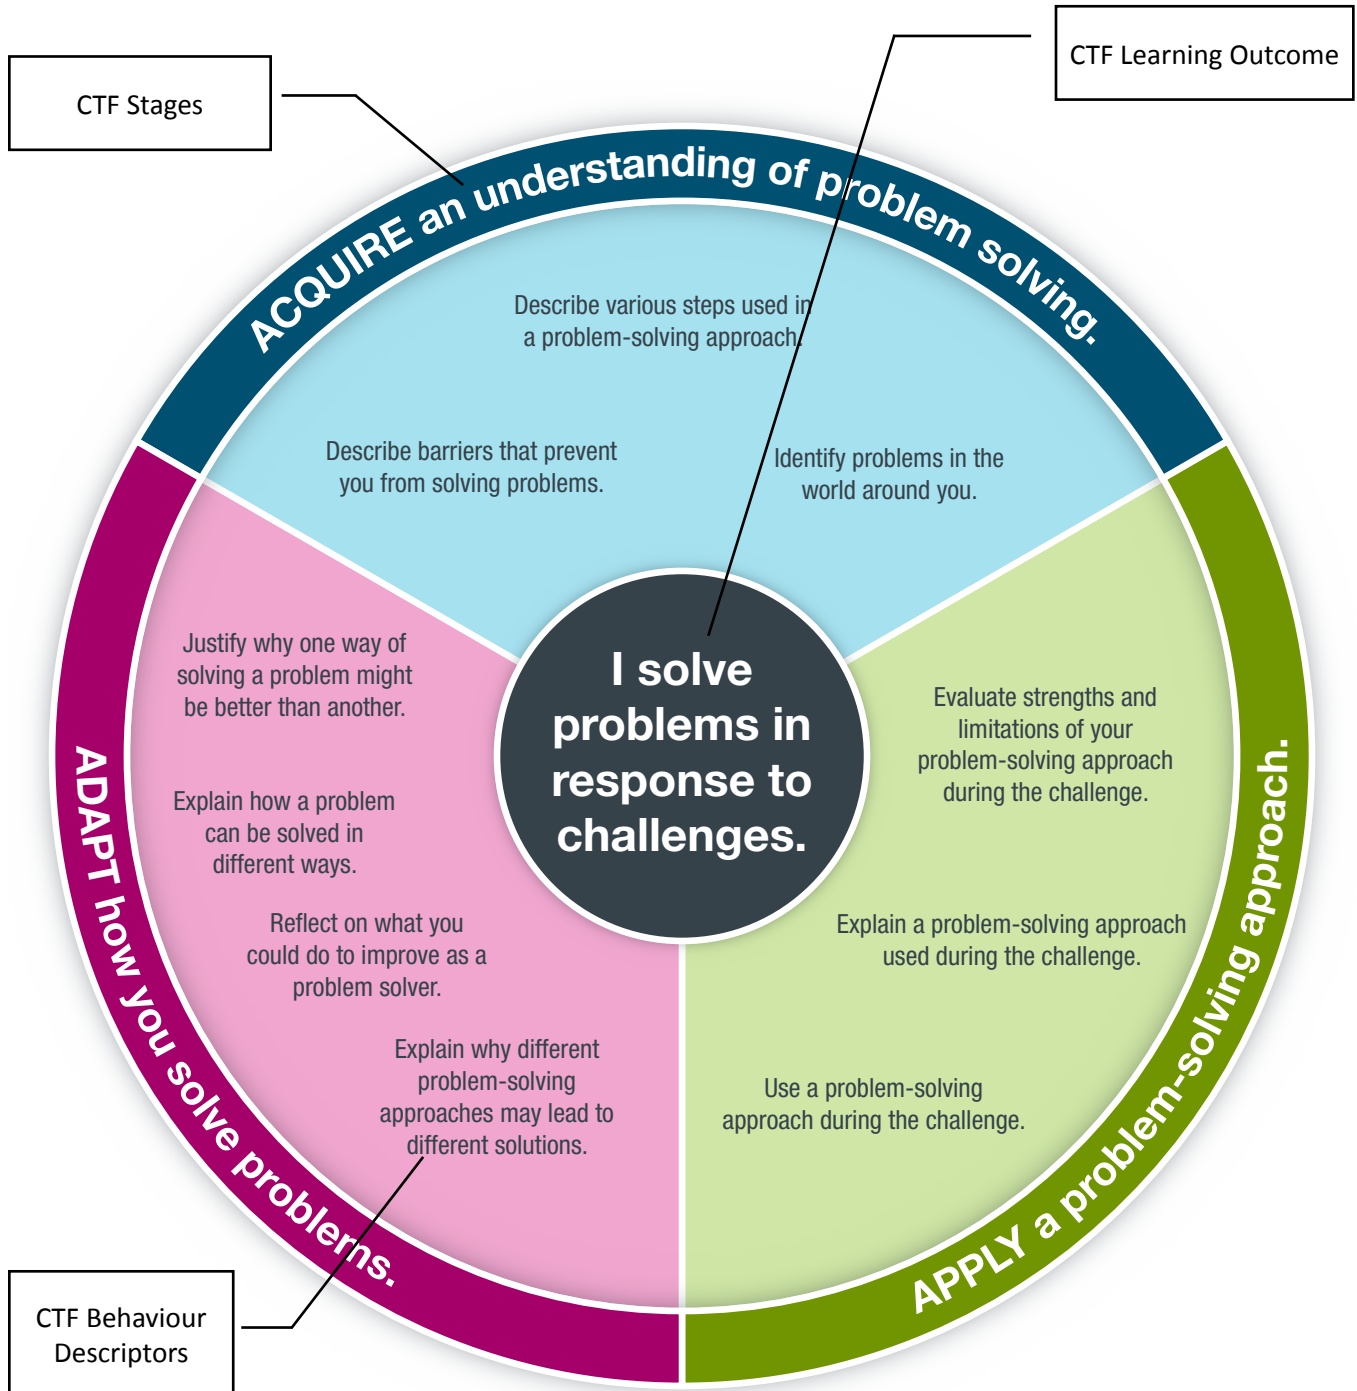 CTF Learning Outcome
CTF Stages
ACQUIRE an understanding of problem solving.
Describe various steps used in
a problem-solving approach.
Describe barriers that prevent
you from solving problems.
Identify problems in the
world around you.
I solve
problems in
response to
challenges.
Justify why one way of
solving a problem might
be better than another.
Explain how a problem
can be solved in
different ways.
Reflect on what you
could do to improve as a
problem solver.
Explain why different
problem-solving
approaches may lead to
different solutions.
ADAPT how you solve problems.
Evaluate strengths and
limitations of your
problem-solving approach
during the challenge.
Explain a problem-solving approach
used during the challenge.
Use a problem-solving
approach during the challenge.
APPLY a problem-solving approach.
CTF Behaviour
Descriptors